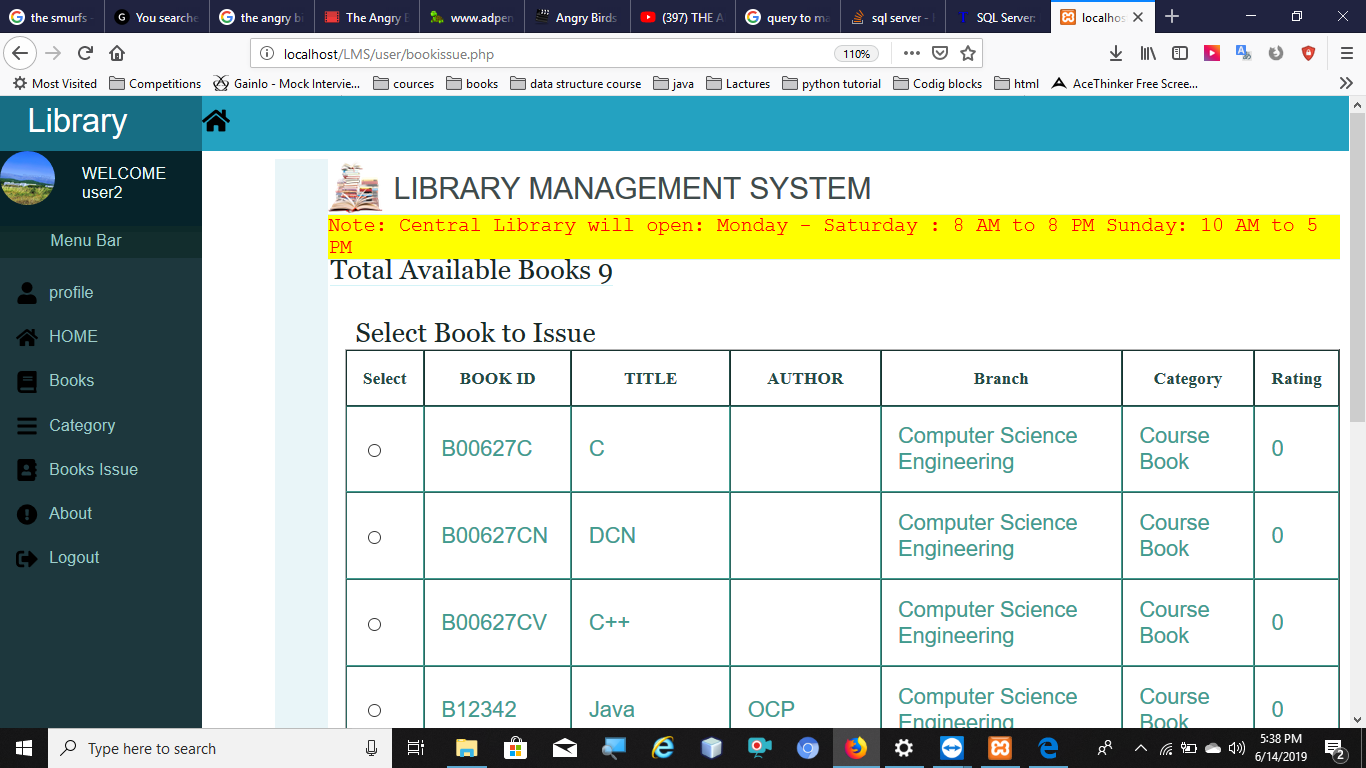 the smurfs -
You searche
the angry bi
The Angry B
www.adpen
Angry Birds
(397) THE A
query to ma
sql server -
SQL Server:
localhos
localhost/LMS/user/bookissue.php
110%
Most Visited
Competitions
Gainlo - Mock Intervie...
cources
books
data structure course
java
Lactures
python tutorial
Codig blocks
html
AceThinker Free Scree...
Library
WELCOME
user2
Menu Bar
profile
HOME
Books
Category
Books Issue
About
Logout
LIBRARY MANAGEMENT SYSTEM
Note: Central Library will open: Monday - Saturday : 8 AM to 8 PM Sunday: 10 AM to 5
PM
Total Available Books 9
Select Book to Issue
Select BOOK ID TITLE AUTHOR Branch Category Rating
B00627C C Computer Science Engineering Course Book 0
B00627CN DCN Computer Science Engineering Course Book 0
B00627CV C++ Computer Science Engineering Course Book 0
B12342 Java OCP Computer Science Engineering Course Book 0
Type here to search
5:38 PM
6/14/2019
2